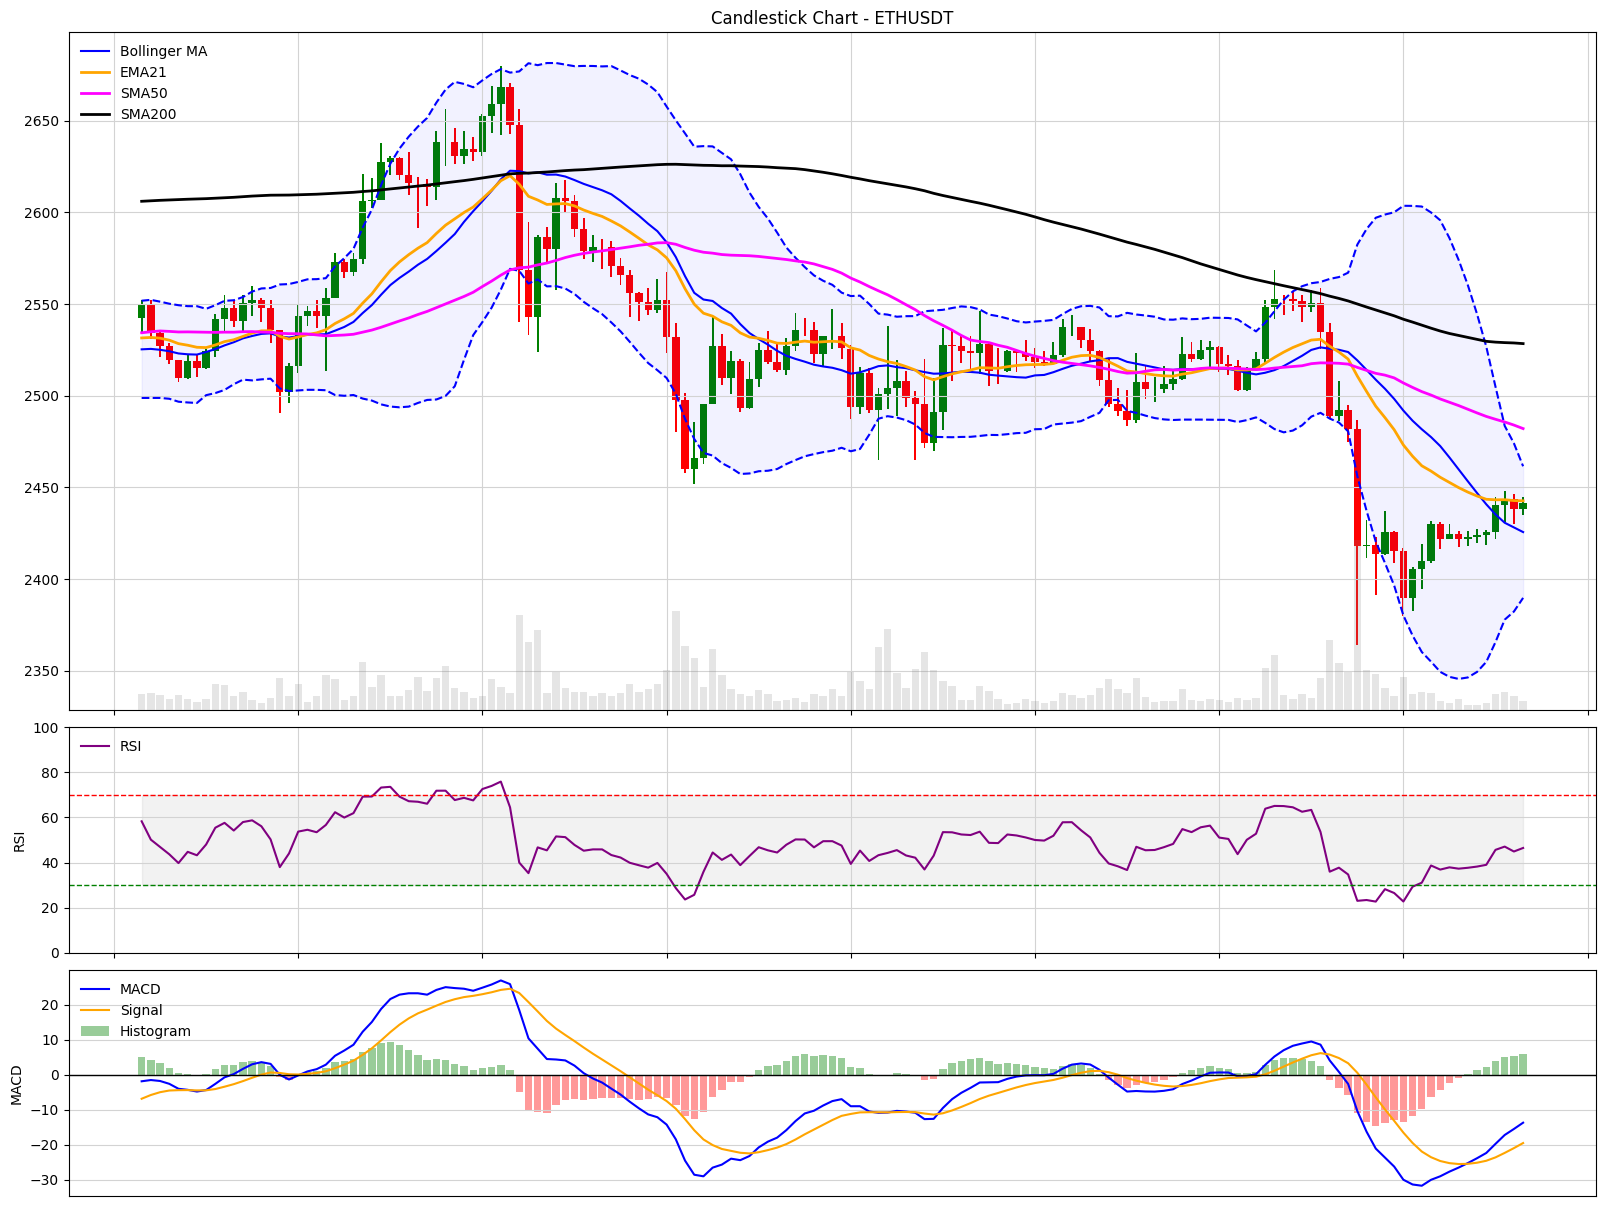 Candlestick Chart - ETHUSDT
Bollinger MA
EMA21
SMA50
SMA200
2650
2600
2550
2500
2450
2400
2350
100
80
60
40
20
0
RSI
RSI
20
10
0
−10
−20
−30
MACD
MACD
Signal
Histogram